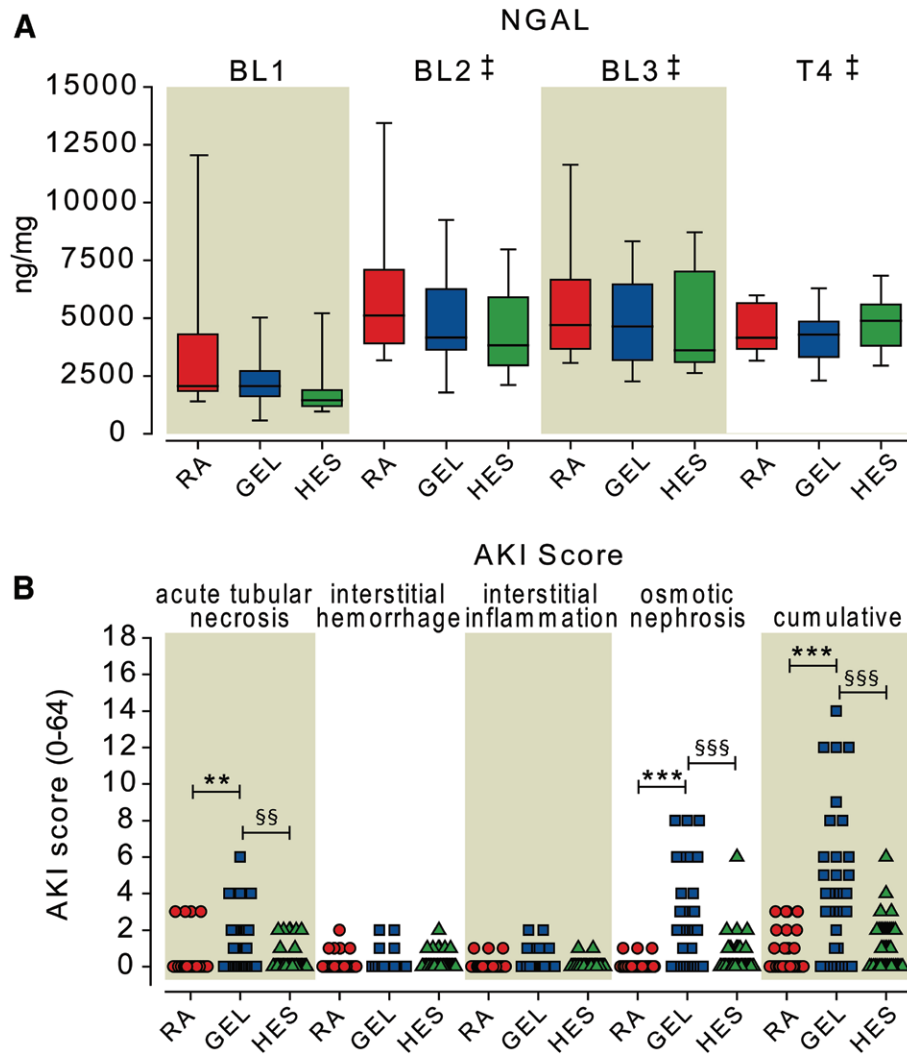 A
NGAL
BL1 BL2 ‡ BL3 ‡ T4 ‡
ng/mg
15000
12500
10000
7500
5000
2500
0
RA GEL HES RA GEL HES RA GEL HES RA GEL HES
B
AKI Score
acute tubular necrosis
interstitial hemorrhage
interstitial inflammation
osmotic nephrosis
cumulative
AKI score (0-64)
18
16
14
12
10
8
6
4
2
0
** §§ *** §§§ *** §§§
RA GEL HES RA GEL HES RA GEL HES RA GEL HES RA GEL HES